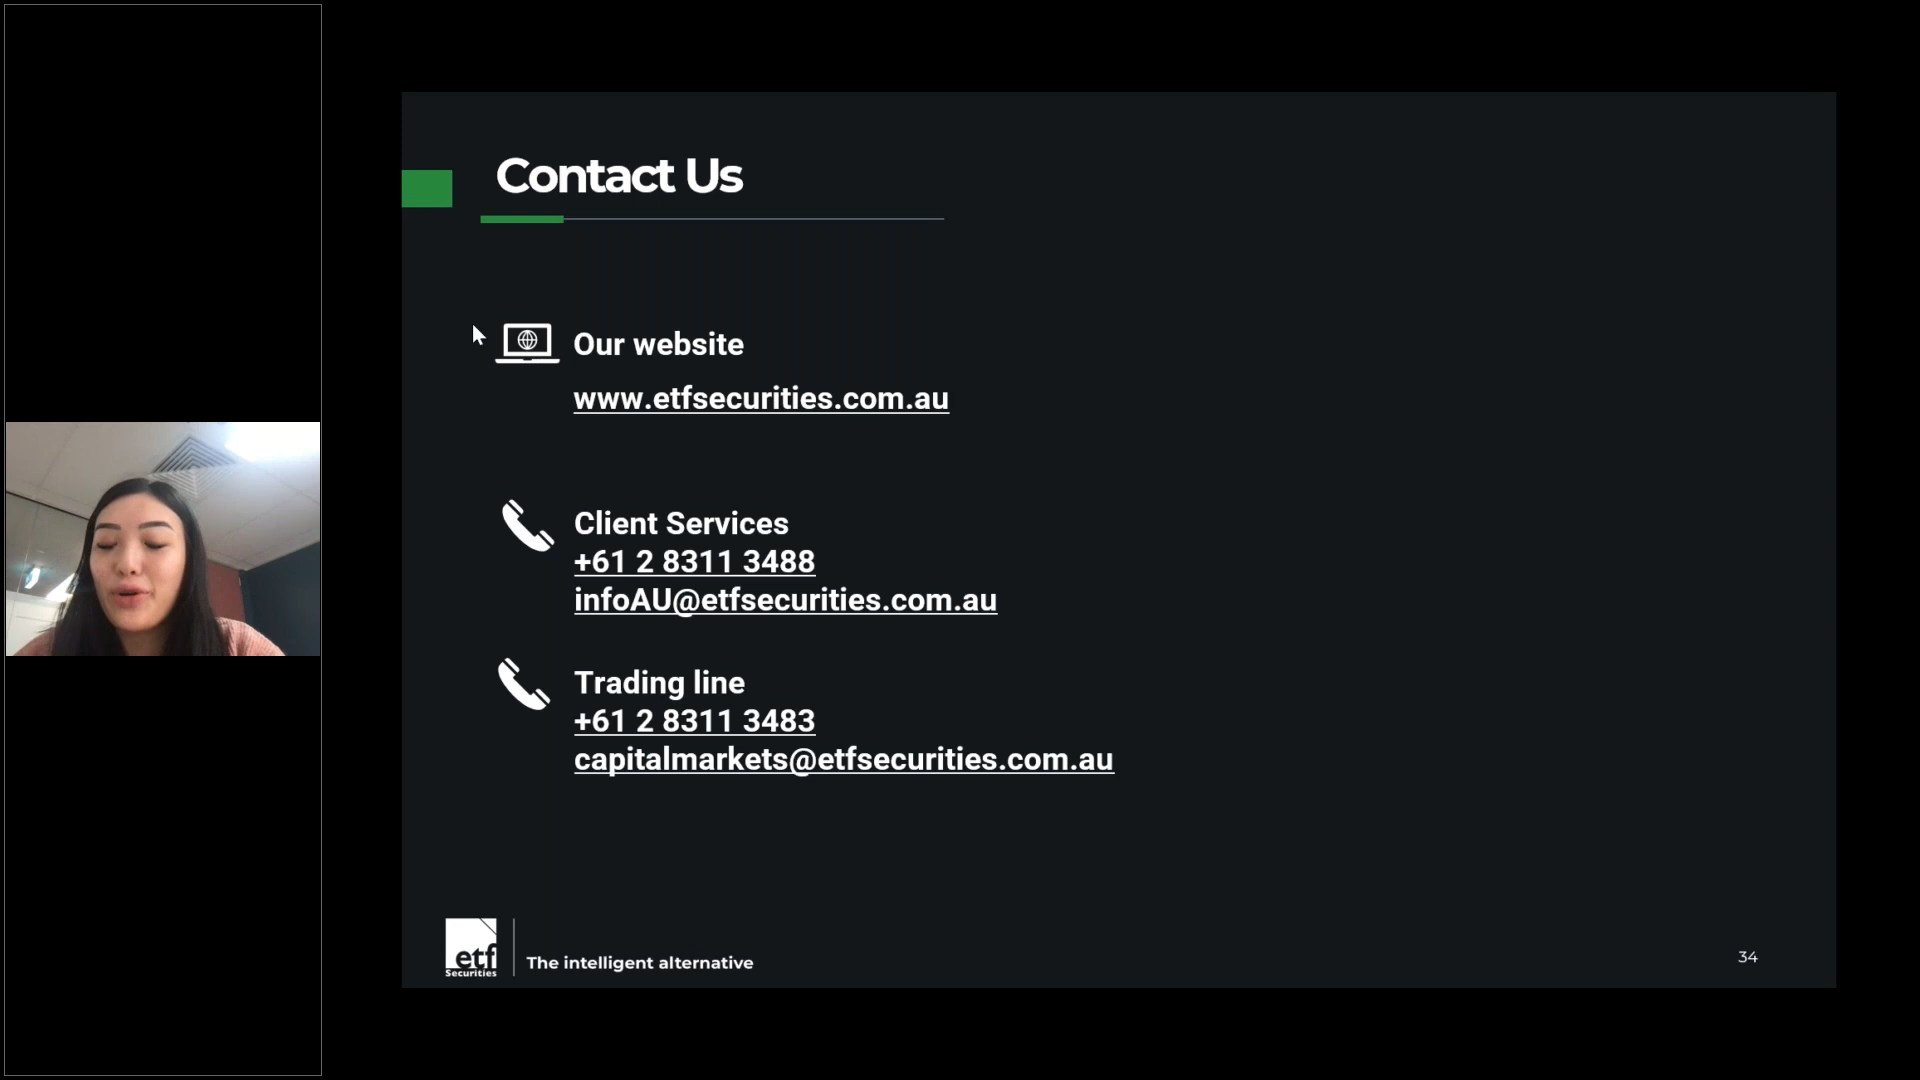 Contact Us
Our website
www.etfsecurities.com.au
Client Services
+61 2 8311 3488
infoAU@etfsecurities.com.au
Trading line
+61 2 8311 3483
capitalmarkets@etfsecurities.com.au
etf
Securities
The intelligent alternative
34